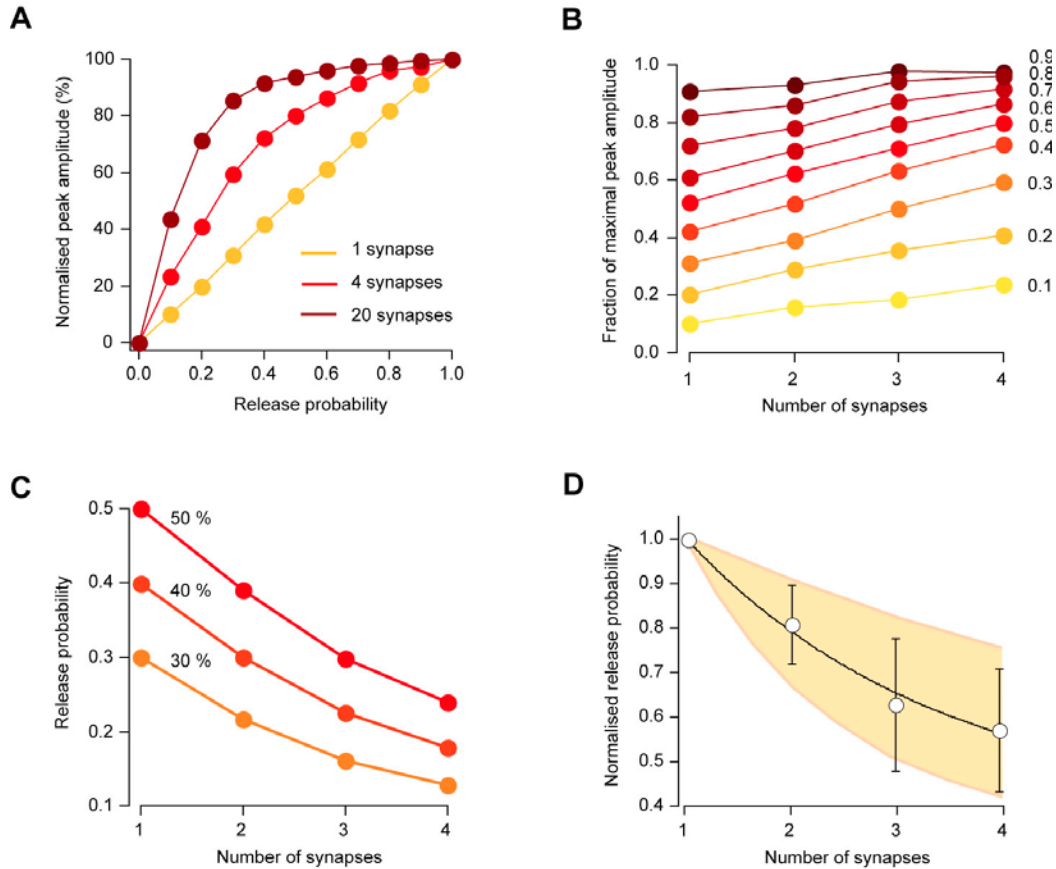 A
Normalised peak amplitude (%)
100
80
60
40
20
0
1 synapse
4 synapses
20 synapses
0.0 0.2 0.4 0.6 0.8 1.0
Release probability
B
Fraction of maximal peak amplitude
1.0
0.8
0.6
0.4
0.2
0.0
0.9
0.8
0.7
0.6
0.5
0.4
0.3
0.2
0.1
1 2 3 4
Number of synapses
C
Release probability
0.5
0.4
0.3
0.2
0.1
50 %
40 %
30 %
1 2 3 4
Number of synapses
D
Normalised release probability
1.0
0.9
0.8
0.7
0.6
0.5
0.4
1 2 3 4
Number of synapses